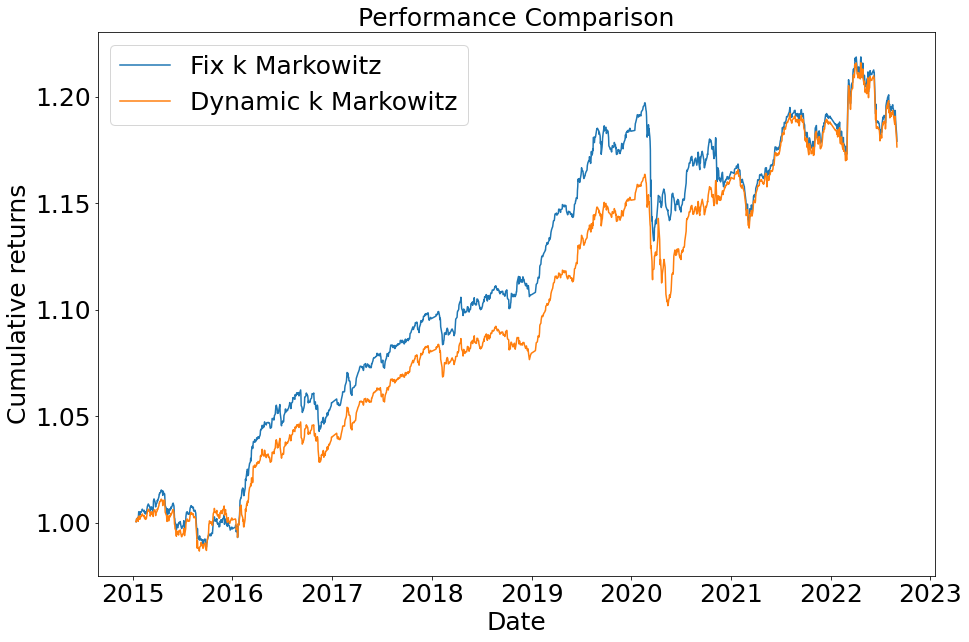 Performance Comparison
Fix k Markowitz
Dynamic k Markowitz
Cumulative returns
1.20
1.15
1.10
1.05
1.00
2015 2016 2017 2018 2019 2020 2021 2022 2023
Date